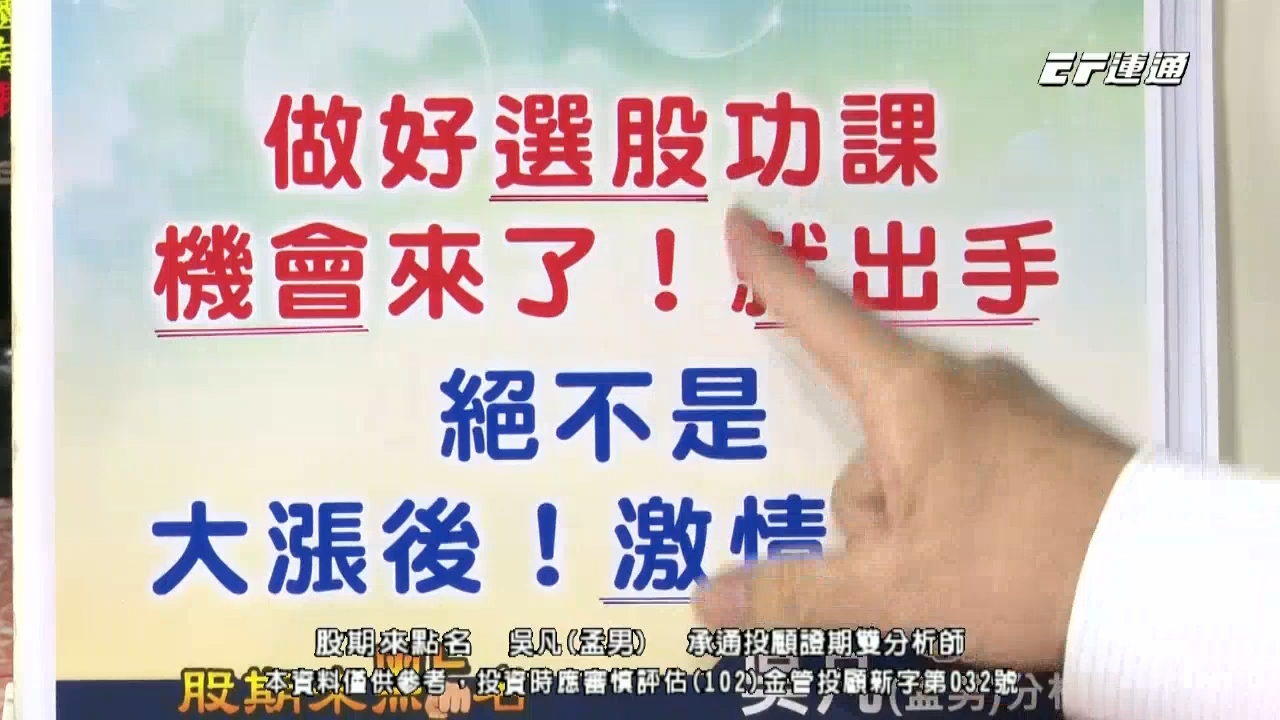 EF運通
做好選股功課
機會來了！就出手
絕不是
大漲後！激情
股期來點名 吳凡(孟男) 承通投顧證期雙分析師
本資料僅供參考，投資時應審慎評估(102)金管投顧新字第032號